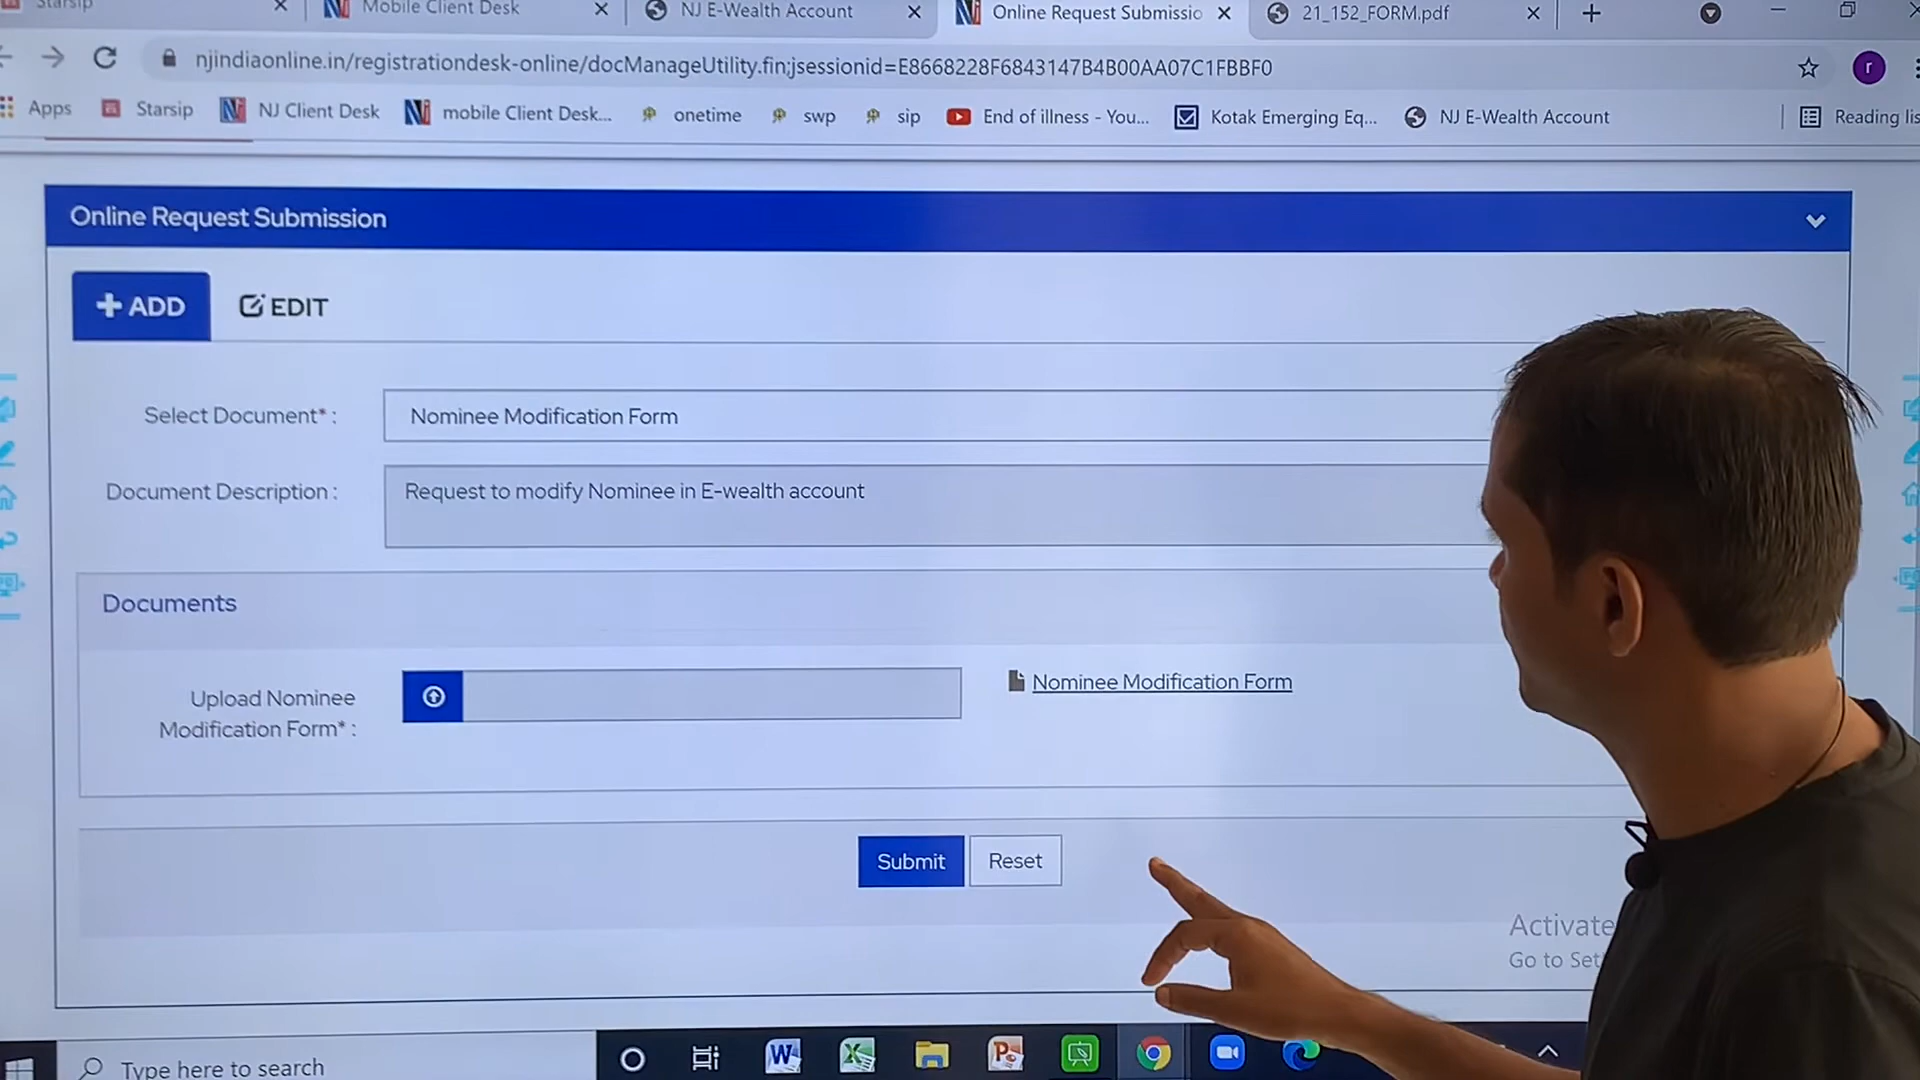 Starsip
Mobile Client Desk
NJ E-Wealth Account
Online Request Submissio
21_152_FORM.pdf
njindiaonline.in/registrationdesk-online/docManageUtility.fin;jsessionid=E8668228F6843147B4B00AA07C1FBBF0
r
Apps
Starsip
NJ Client Desk
mobile Client Desk...
onetime
swp
sip
End of illness - You...
Kotak Emerging Eq...
NJ E-Wealth Account
Reading lis
Online Request Submission
ADD
EDIT
Select Document* :
Nominee Modification Form
Document Description :
Request to modify Nominee in E-wealth account
Documents
Upload Nominee
Modification Form* :
Nominee Modification Form
Submit
Reset
Activate
Go to Set
Type here to search